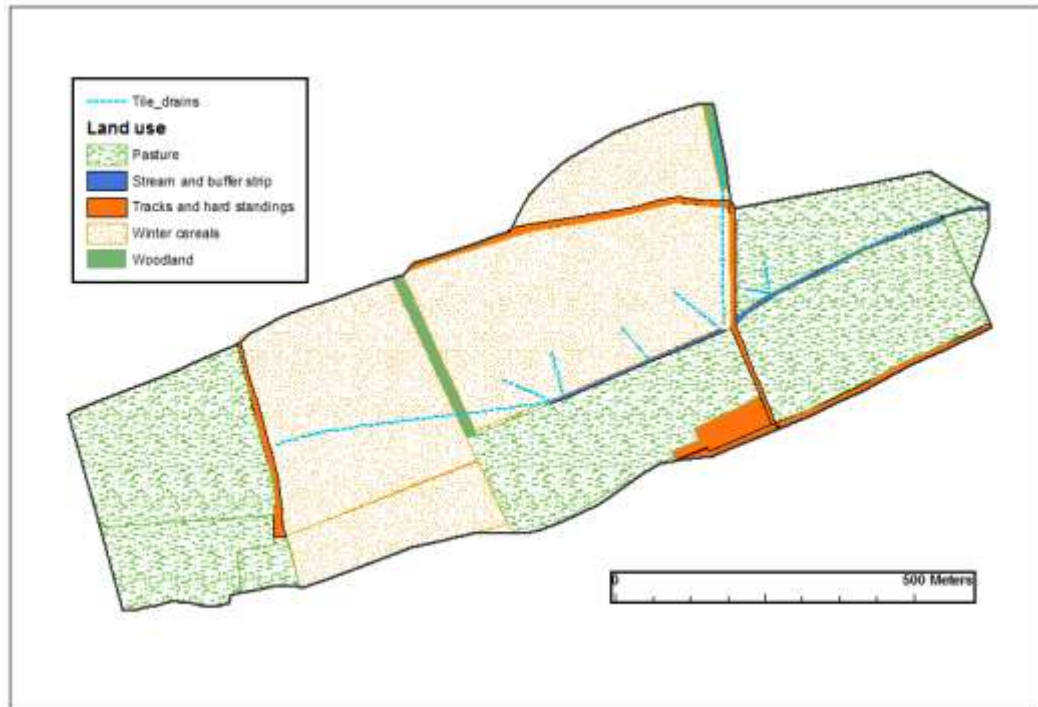 Tile_drains
Land use
Pasture
Stream and buffer strip
Tracks and hard standings
Winter cereals
Woodland
0 500 Meters